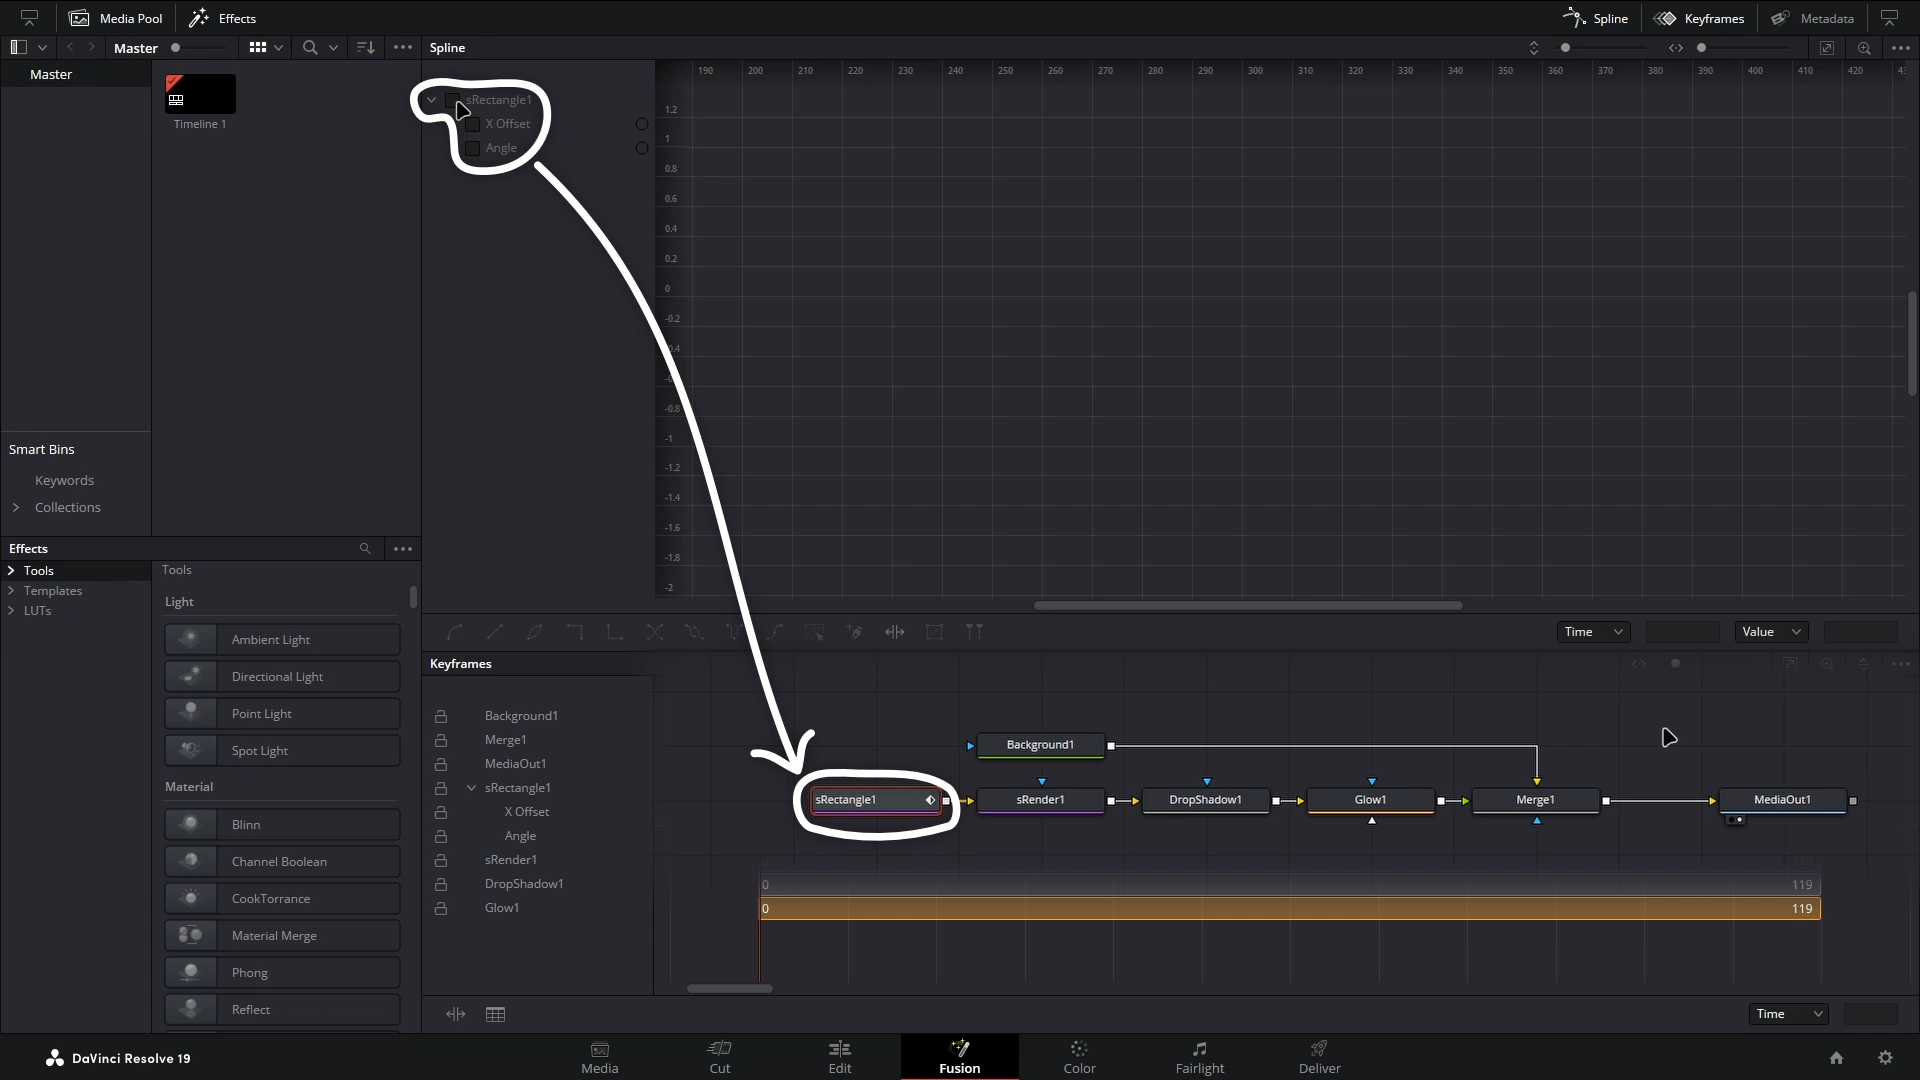 Media Pool
Effects
Spline
Keyframes
Metadata
Master
Spline
Master
Timeline 1
sRectangle1
X Offset
Angle
190 200 210 220 230 240 250 260 270 280 290 300 310 320 330 340 350 360 370 380 390 400 410 420
1.2
1
0.8
0.6
0.4
0.2
0
-0.2
-0.8
-1
-1.2
-1.4
-1.6
-1.8
-2
Smart Bins
Keywords
Collections
Effects
Tools
Templates
LUTs
Tools
Light
Ambient Light
Directional Light
Point Light
Spot Light
Material
Blinn
Channel Boolean
CookTorrance
Material Merge
Phong
Reflect
Time
Value
Keyframes
Background1
Merge1
MediaOut1
sRectangle1
X Offset
Angle
sRender1
DropShadow1
Glow1
Background1
sRectangle1
sRender1
DropShadow1
Glow1
Merge1
MediaOut1
0 119
0 119
Time
DaVinci Resolve 19
Media
Cut
Edit
Fusion
Color
Fairlight
Deliver